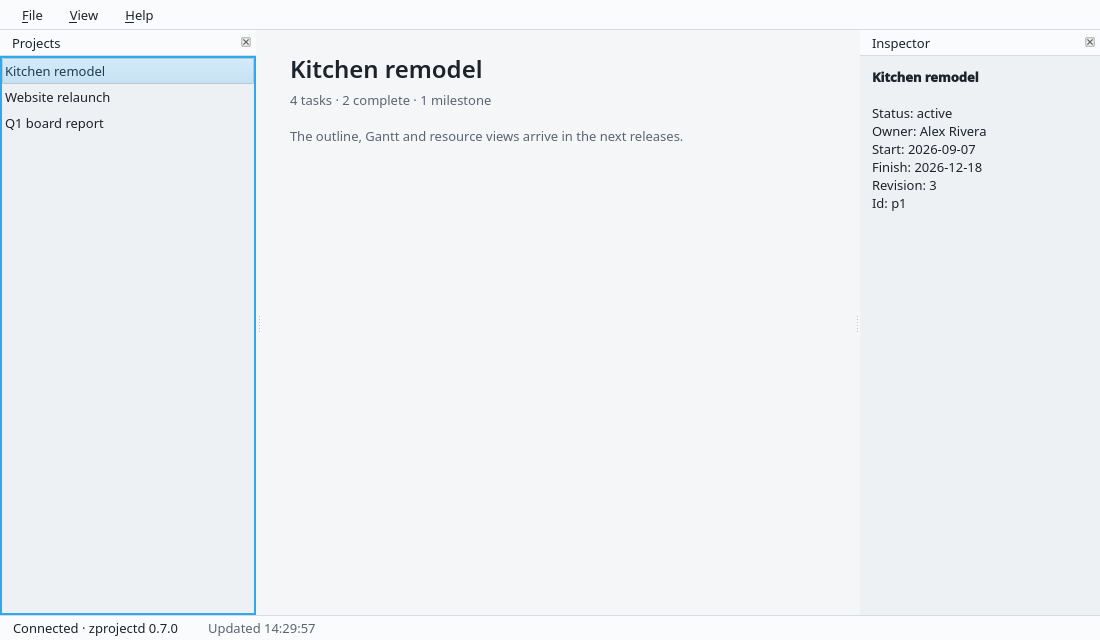 File View Help
Projects
Kitchen remodel
Website relaunch
Q1 board report
Kitchen remodel
4 tasks · 2 complete · 1 milestone
The outline, Gantt and resource views arrive in the next releases.
Inspector
Kitchen remodel
Status: active
Owner: Alex Rivera
Start: 2026-09-07
Finish: 2026-12-18
Revision: 3
Id: p1
Connected · zprojectd 0.7.0 Updated 14:29:57